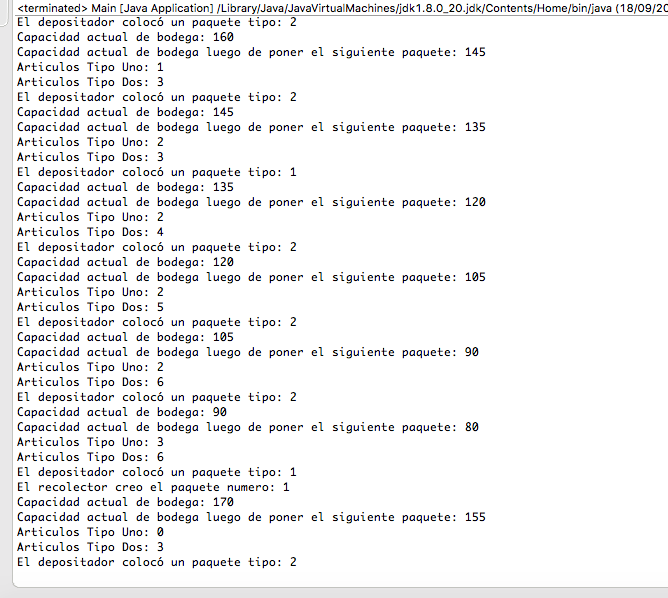 <terminated> Main [Java Application] /Library/Java/JavaVirtualMachines/jdk1.8.0_20.jdk/Contents/Home/bin/java (18/09/20
El depositador colocó un paquete tipo: 2
Capacidad actual de bodega: 160
Capacidad actual de bodega luego de poner el siguiente paquete: 145
Articulos Tipo Uno: 1
Articulos Tipo Dos: 3
El depositador colocó un paquete tipo: 2
Capacidad actual de bodega: 145
Capacidad actual de bodega luego de poner el siguiente paquete: 135
Articulos Tipo Uno: 2
Articulos Tipo Dos: 3
El depositador colocó un paquete tipo: 1
Capacidad actual de bodega: 135
Capacidad actual de bodega luego de poner el siguiente paquete: 120
Articulos Tipo Uno: 2
Articulos Tipo Dos: 4
El depositador colocó un paquete tipo: 2
Capacidad actual de bodega: 120
Capacidad actual de bodega luego de poner el siguiente paquete: 105
Articulos Tipo Uno: 2
Articulos Tipo Dos: 5
El depositador colocó un paquete tipo: 2
Capacidad actual de bodega: 105
Capacidad actual de bodega luego de poner el siguiente paquete: 90
Articulos Tipo Uno: 2
Articulos Tipo Dos: 6
El depositador colocó un paquete tipo: 2
Capacidad actual de bodega: 90
Capacidad actual de bodega luego de poner el siguiente paquete: 80
Articulos Tipo Uno: 3
Articulos Tipo Dos: 6
El depositador colocó un paquete tipo: 1
El recolector creo el paquete numero: 1
Capacidad actual de bodega: 170
Capacidad actual de bodega luego de poner el siguiente paquete: 155
Articulos Tipo Uno: 0
Articulos Tipo Dos: 3
El depositador colocó un paquete tipo: 2